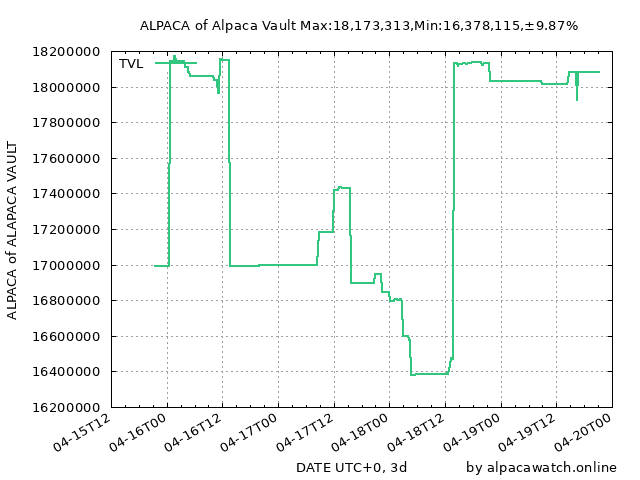 ALPACA of Alpaca Vault Max:18,173,313,Min:16,378,115,±9.87%
TVL
18200000
18000000
17800000
17600000
17400000
17200000
17000000
16800000
16600000
16400000
16200000
ALPACA of ALAPACA VAULT
04-15T12
04-16T00
04-16T12
04-17T00
04-17T12
04-18T00
04-18T12
04-19T00
04-19T12
04-20T00
DATE UTC+0, 3d
by alpacawatch.online